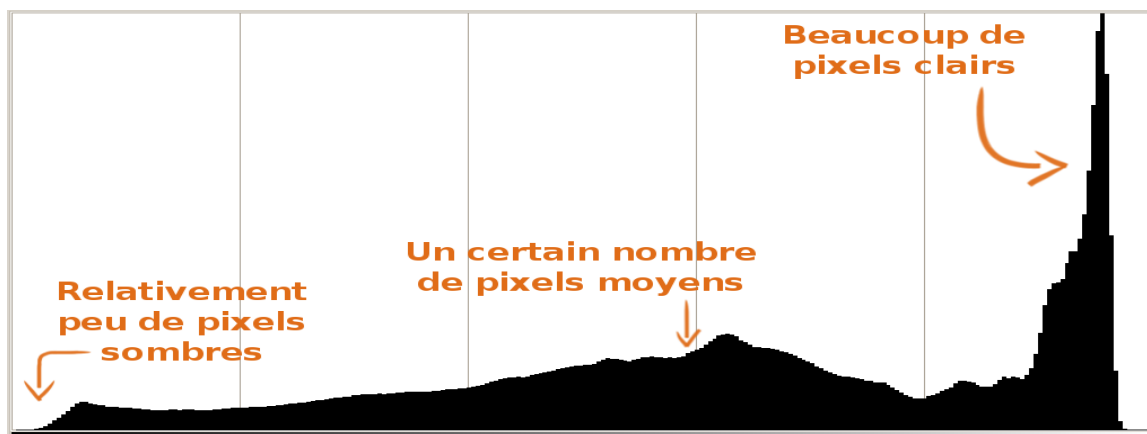 Beaucoup de
pixels clairs
Un certain nombre
de pixels moyens
Relativement
peu de pixels
sombres